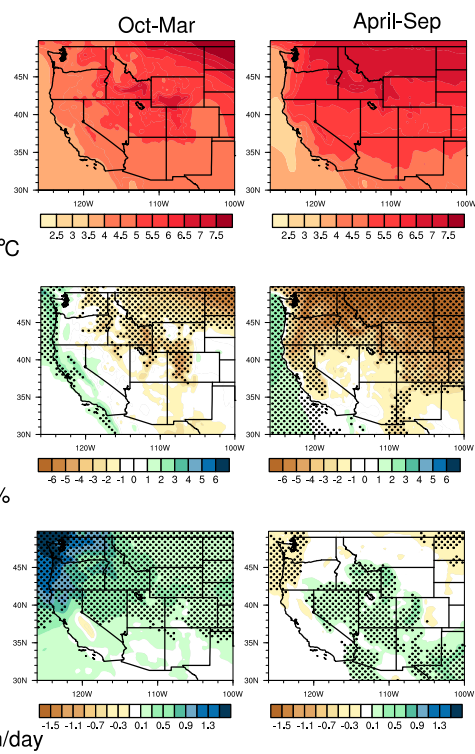 Oct-Mar April-Sep
45N 45N
40N 40N
35N 35N
30N 30N
120W 110W 100W 120W 110W 100W
2.5 3 3.5 4 4.5 5 5.5 6 6.5 7 7.5 2.5 3 3.5 4 4.5 5 5.5 6 6.5 7 7.5
°C
45N 45N
40N 40N
35N 35N
30N 30N
120W 110W 100W 120W 110W 100W
-6 -5 -4 -3 -2 -1 0 1 2 3 4 5 6 -6 -5 -4 -3 -2 -1 0 1 2 3 4 5 6
%
45N 45N
40N 40N
35N 35N
30N 30N
120W 110W 100W 120W 110W 100W
-1.5 -1.1 -0.7 -0.3 0.1 0.5 0.9 1.3 -1.5 -1.1 -0.7 -0.3 0.1 0.5 0.9 1.3
/day